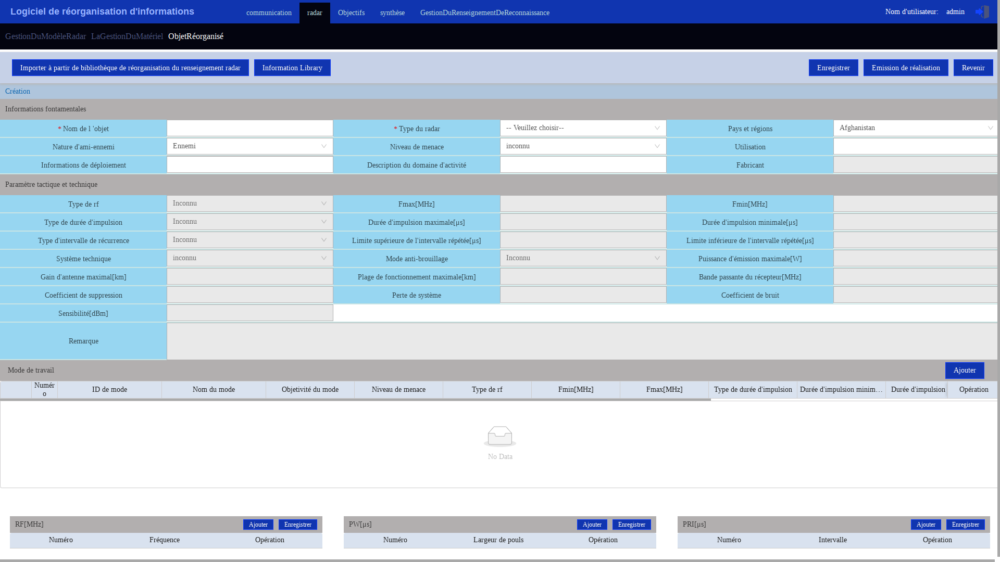 Logiciel de réorganisation d'informations
communication radar Objectifs synthèse GestionDuRenseignementDeReconnaissance
Nom d'utilisateur: admin
GestionDuModèleRadar LaGestionDuMatériel ObjetRéorganisé
Importer à partir de bibliothèque de réorganisation du renseignement radar Information Library Enregistrer Emission de réalisation Revenir
Création
Informations fontamentales
* Nom de l 'objet * Type du radar -- Veuillez choisir-- Pays et régions Afghanistan
Nature d'ami-ennemi Ennemi Niveau de menace inconnu Utilisation
Informations de déploiement Description du domaine d'activité Fabricant
Paramètre tactique et technique
Type de rf Inconnu Fmax[MHz] Fmin[MHz]
Type de durée d'impulsion Inconnu Durée d'impulsion maximale[μs] Durée d'impulsion minimale[μs]
Type d'intervalle de récurrence Inconnu Limite supérieure de l'intervalle répétée[μs] Limite inférieure de l'intervalle répétée[μs]
Système technique inconnu Mode anti-brouillage Inconnu Puissance d'émission maximale[W]
Gain d'antenne maximal[km] Plage de fonctionnement maximale[km] Bande passante du récepteur[MHz]
Coefficient de suppression Perte de système Coefficient de bruit
Sensibilité[dBm]
Remarque
Mode de travail Ajouter
Numéro ID de mode Nom du mode Objetivité du mode Niveau de menace Type de rf Fmin[MHz] Fmax[MHz] Type de durée d'impulsion Durée d'impulsion minim… Durée d'impulsion Opération
No Data
RF[MHz] Ajouter Enregistrer PW[μs] Ajouter Enregistrer PRI[μs] Ajouter Enregistrer
Numéro Fréquence Opération Numéro Largeur de pouls Opération Numéro Intervalle Opération